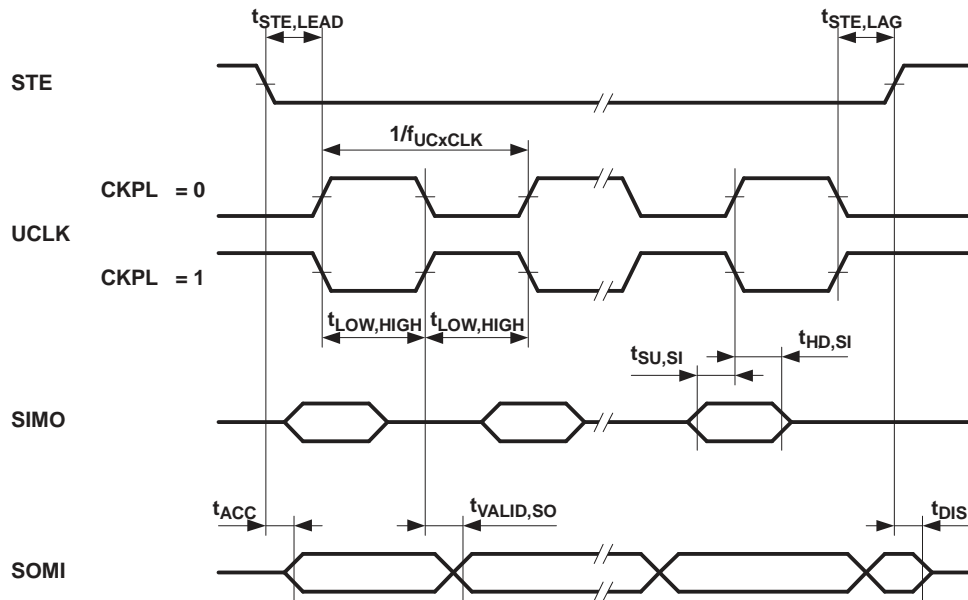 tSTE,LEAD
tSTE,LAG
STE
1/fUCxCLK
CKPL = 0
UCLK
CKPL = 1
tLOW,HIGH tLOW,HIGH
tHD,SI
tSU,SI
SIMO
tACC
tVALID,SO
tDIS
SOMI